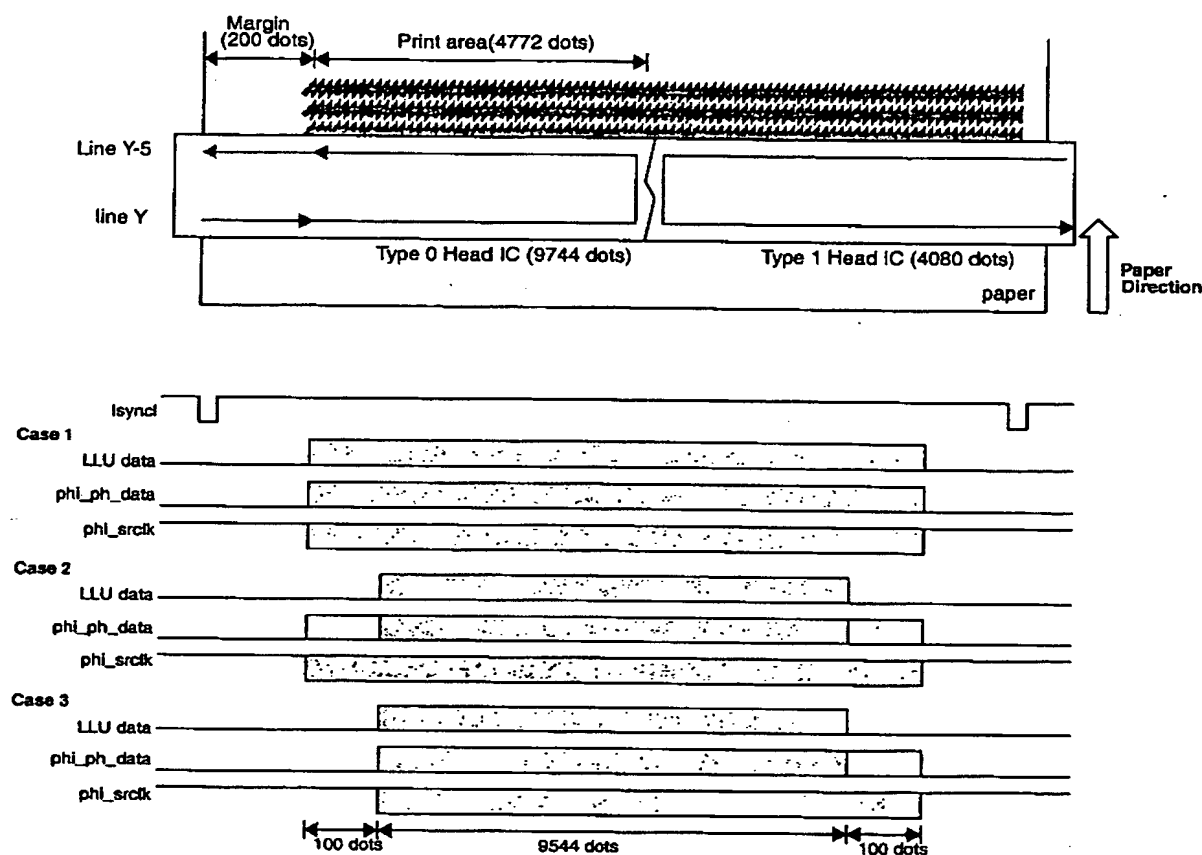 Margin
(200 dots)
Print area(4772 dots)
Line Y-5
line Y
Type 0 Head IC (9744 dots)
Type 1 Head IC (4080 dots)
Paper
Direction
paper
lsyncl
Case 1
LLU data
phi_ph_data
phi_srclk
Case 2
LLU data
phi_ph_data
phi_srclk
Case 3
LLU data
phi_ph_data
phi_srclk
100 dots
9544 dots
100 dots